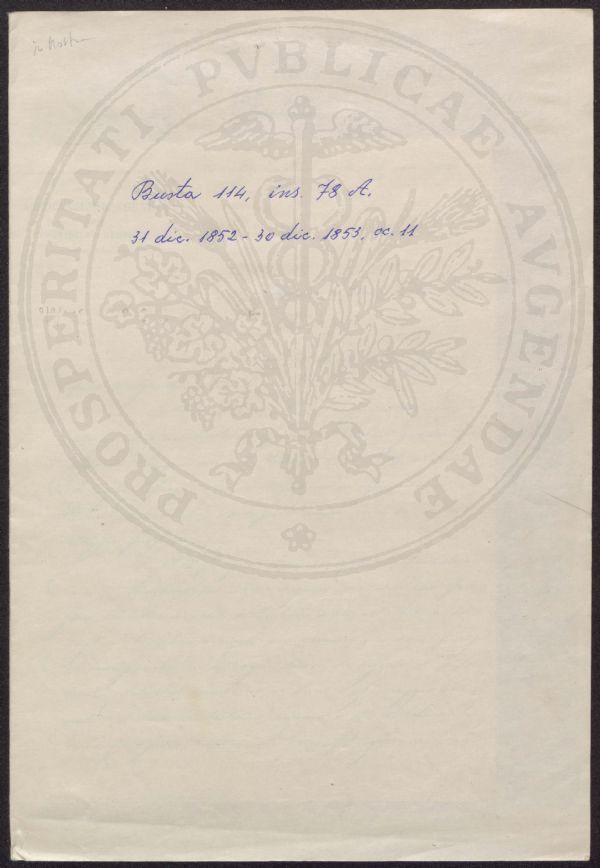 PROSPERITATI PVBLICAE AVGENDAE
Busta 114, ins. 78 A.
31 dic. 1852 - 30 dic. 1853, cc. 11